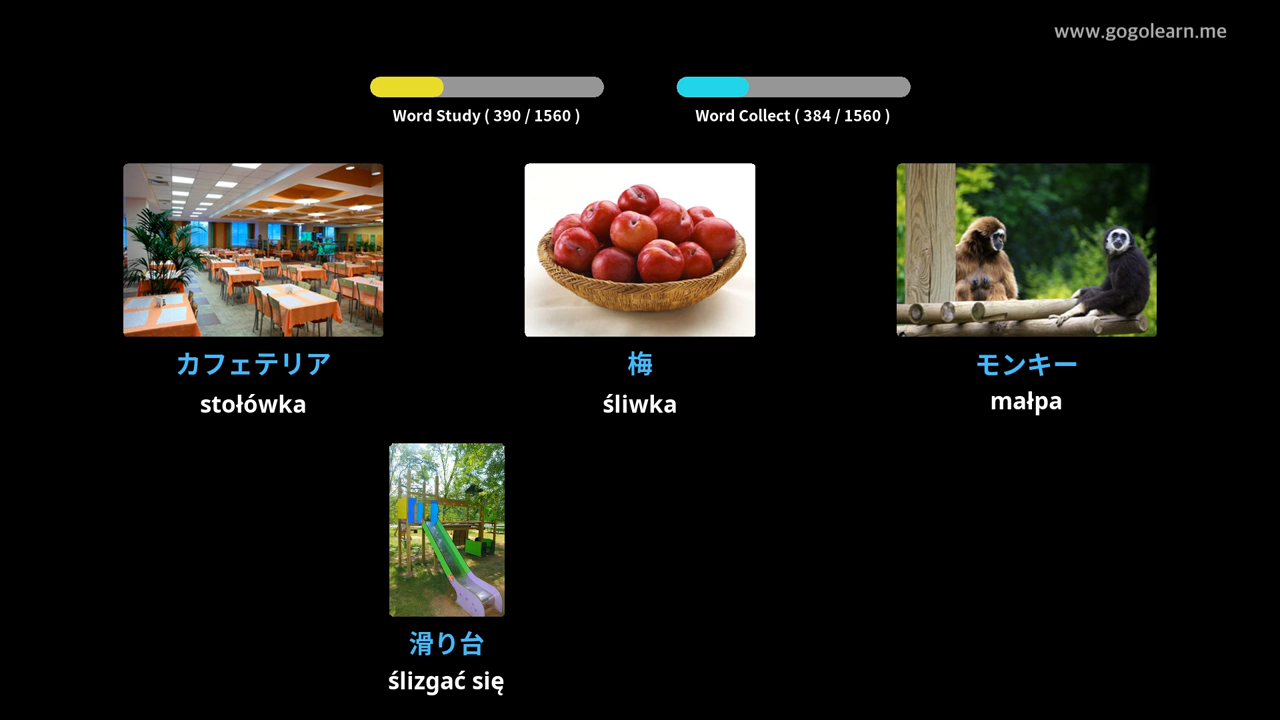 www.gogolearn.me
Word Study ( 390 / 1560 )
Word Collect ( 384 / 1560 )
カフェテリア
stołówka
梅
śliwka
モンキー
małpa
滑り台
ślizgać się